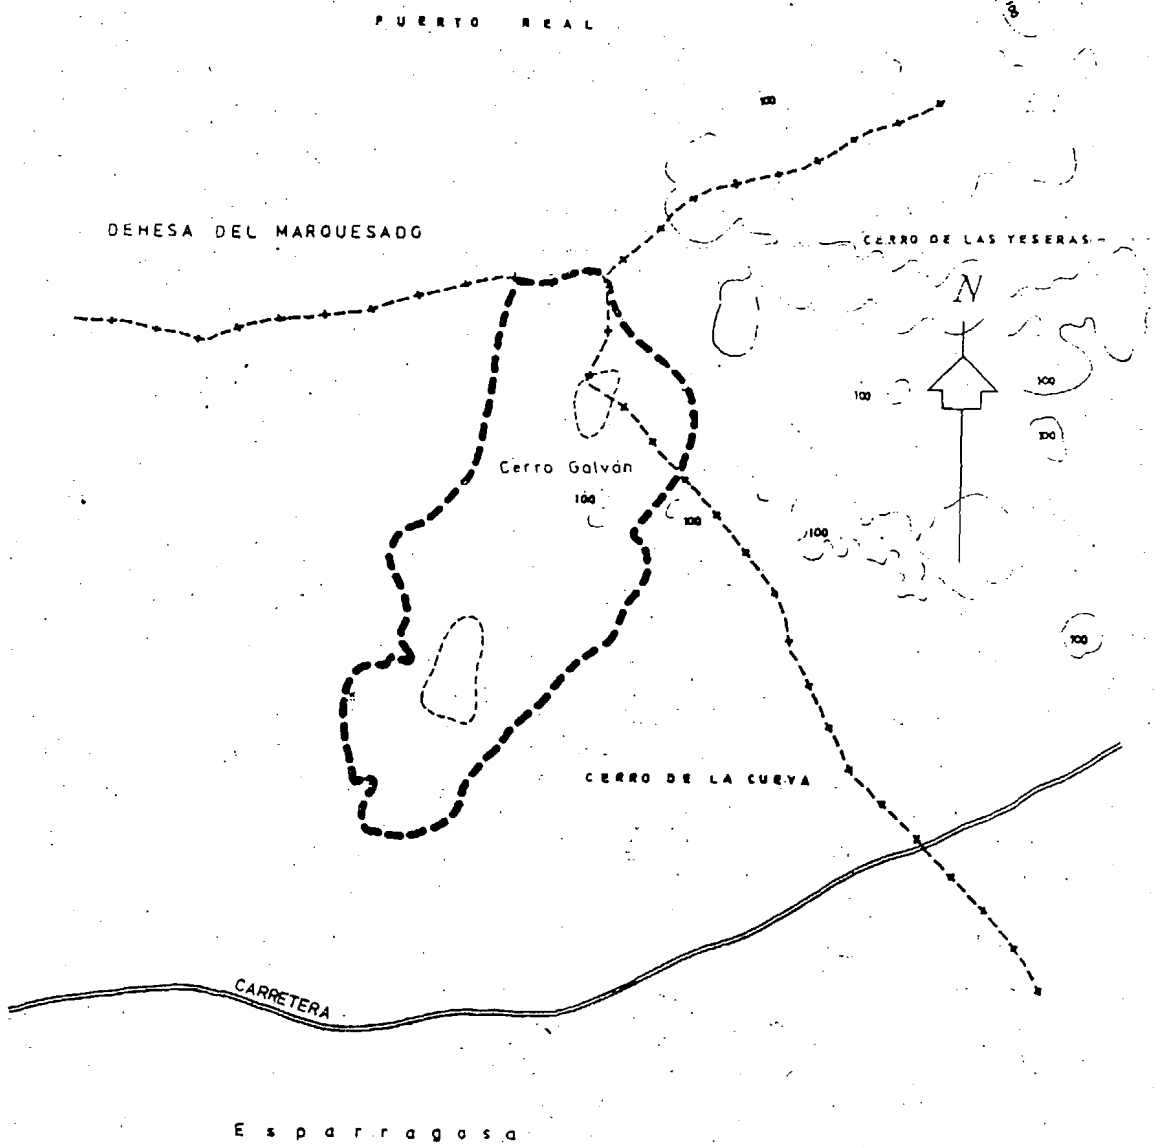 PUERTO REAL
100
DEHESA DEL MARQUESADO
CERRO DE LAS YESERAS
N
100
100
100
Cerro Galván
100
100
100
100
CERRO DE LA CUEVA
CARRETERA
Esparragosa